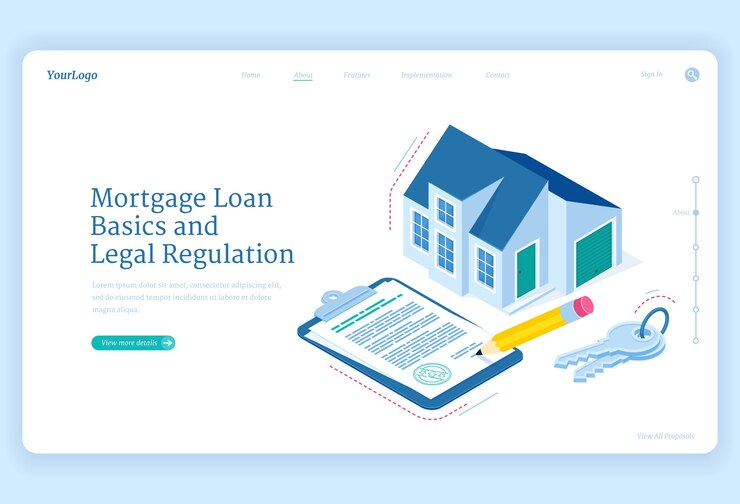 YourLogo
Home About Features Implementation Contact
Sign In
Mortgage Loan
Basics and
Legal Regulation
Lorem ipsum dolor sit amet, consectetur adipiscing elit,
sed do eiusmod tempor incididunt ut labore et dolore
magna aliqua.
View more details
About
View All Proposals